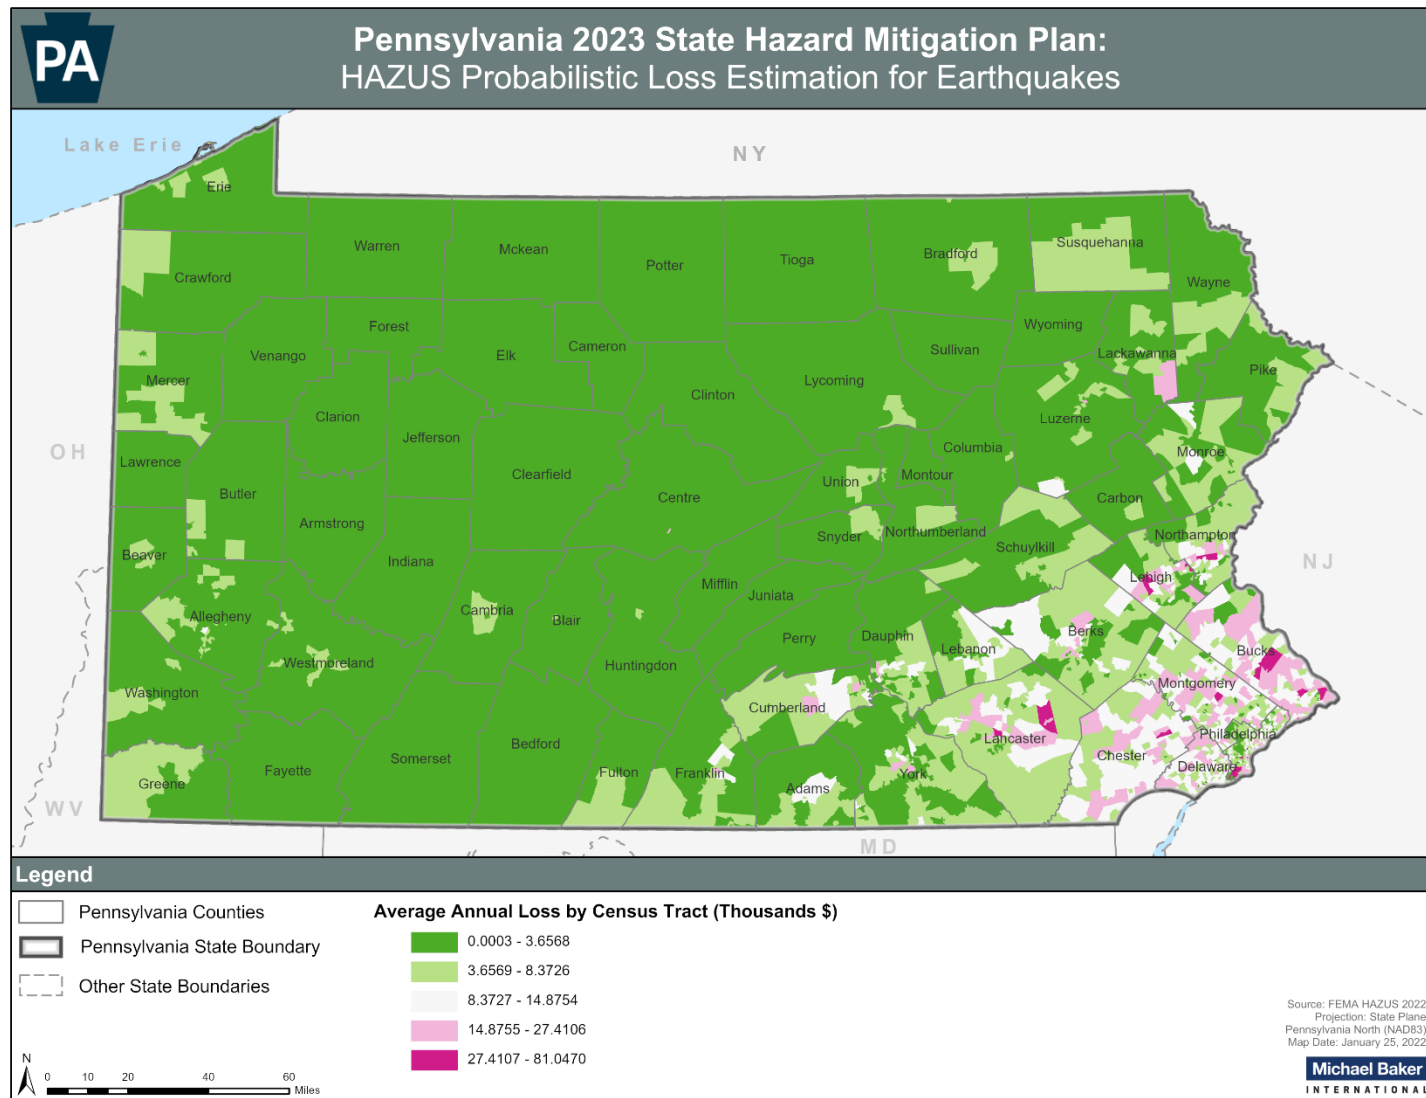 PA
Pennsylvania 2023 State Hazard Mitigation Plan:
HAZUS Probabilistic Loss Estimation for Earthquakes
Lake Erie
NY
Erie
Warren
Mckean
Potter
Tioga
Bradford
Susquehanna
Crawford
Wayne
Forest
Wyoming
Venango
Elk
Cameron
Sullivan
Lackawanna
Mercer
Lycoming
Pike
Clinton
Clarion
Luzerne
Jefferson
Columbia
OH
Lawrence
Monroe
Clearfield
Montour
Union
Butler
Centre
Carbon
Armstrong
Northumberland
Snyder
Northampton
Schuylkill
Beaver
Indiana
NJ
Lehigh
Mifflin
Juniata
Cambria
Allegheny
Blair
Berks
Perry
Dauphin
Lebanon
Bucks
Westmoreland
Huntingdon
Montgomery
Washington
Cumberland
Philadelphia
Lancaster
Bedford
Chester
Somerset
Delaware
Fayette
Fulton
Franklin
York
Greene
Adams
WV
MD
Legend
Pennsylvania Counties
Pennsylvania State Boundary
Other State Boundaries
Average Annual Loss by Census Tract (Thousands $)
0.0003 - 3.6568
3.6569 - 8.3726
8.3727 - 14.8754
14.8755 - 27.4106
27.4107 - 81.0470
N
0 10 20 40 60
Miles
Source: FEMA HAZUS 2022
Projection: State Plane
Pennsylvania North (NAD83)
Map Date: January 25, 2022
Michael Baker
INTERNATIONAL